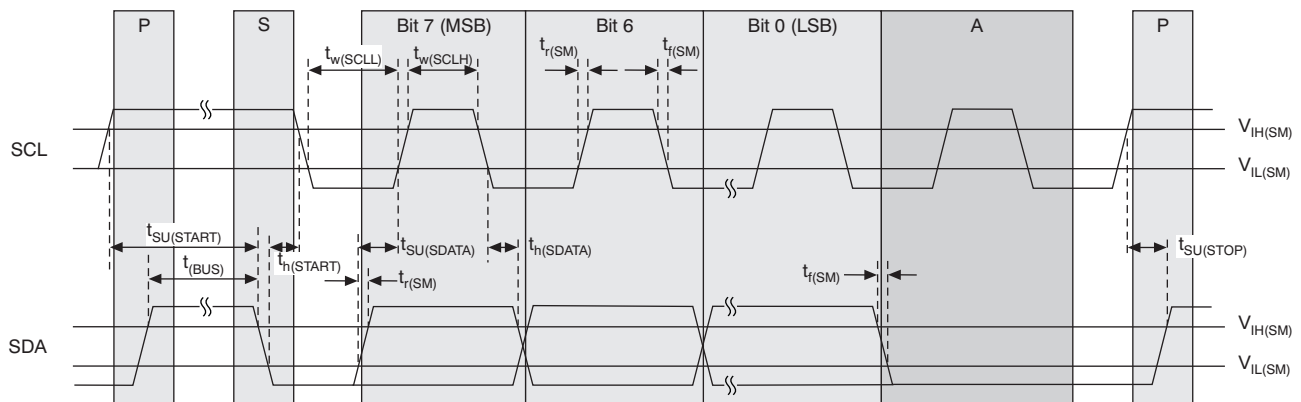 P S Bit 7 (MSB) Bit 6 Bit 0 (LSB) A P
tw(SCLL) tw(SCLH) tr(SM) tf(SM)
VIH(SM)
SCL
VIL(SM)
tSU(START) th(START) tSU(SDATA) th(SDATA) tSU(STOP)
t(BUS) tr(SM) tf(SM)
VIH(SM)
SDA
VIL(SM)